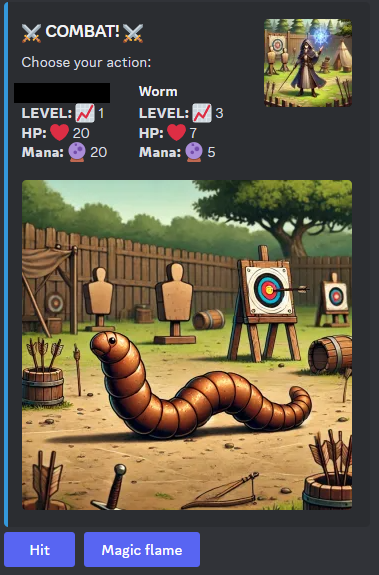 ⚔️ COMBAT! ⚔️
Choose your action:
Worm
LEVEL: 📈 1
LEVEL: 📈 3
HP: ❤️ 20
HP: ❤️ 7
Mana: 🔮 20
Mana: 🔮 5
Hit
Magic flame